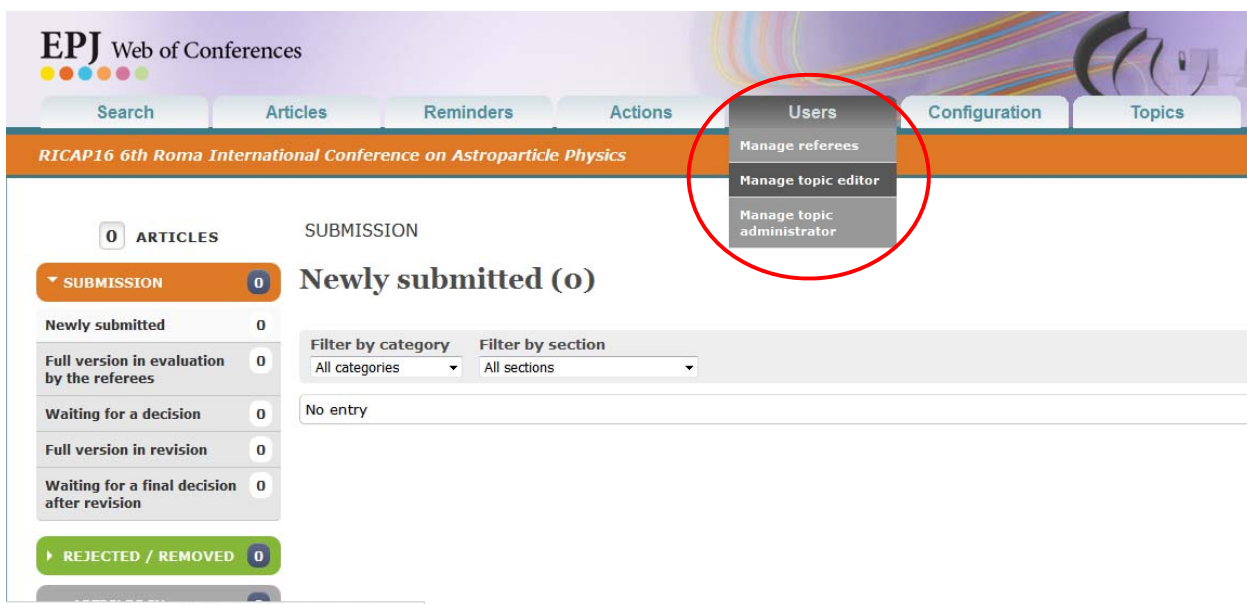 EPJ Web of Conferences
Search Articles Reminders Actions Users Configuration Topics
RICAP16 6th Roma International Conference on Astroparticle Physics
Manage referees
Manage topic editor
Manage topic
administrator
0 ARTICLES
SUBMISSION 0
Newly submitted 0
Full version in evaluation 0
by the referees
Waiting for a decision 0
Full version in revision 0
Waiting for a final decision 0
after revision
REJECTED / REMOVED 0
SUBMISSION
Newly submitted (0)
Filter by category Filter by section
All categories All sections
No entry